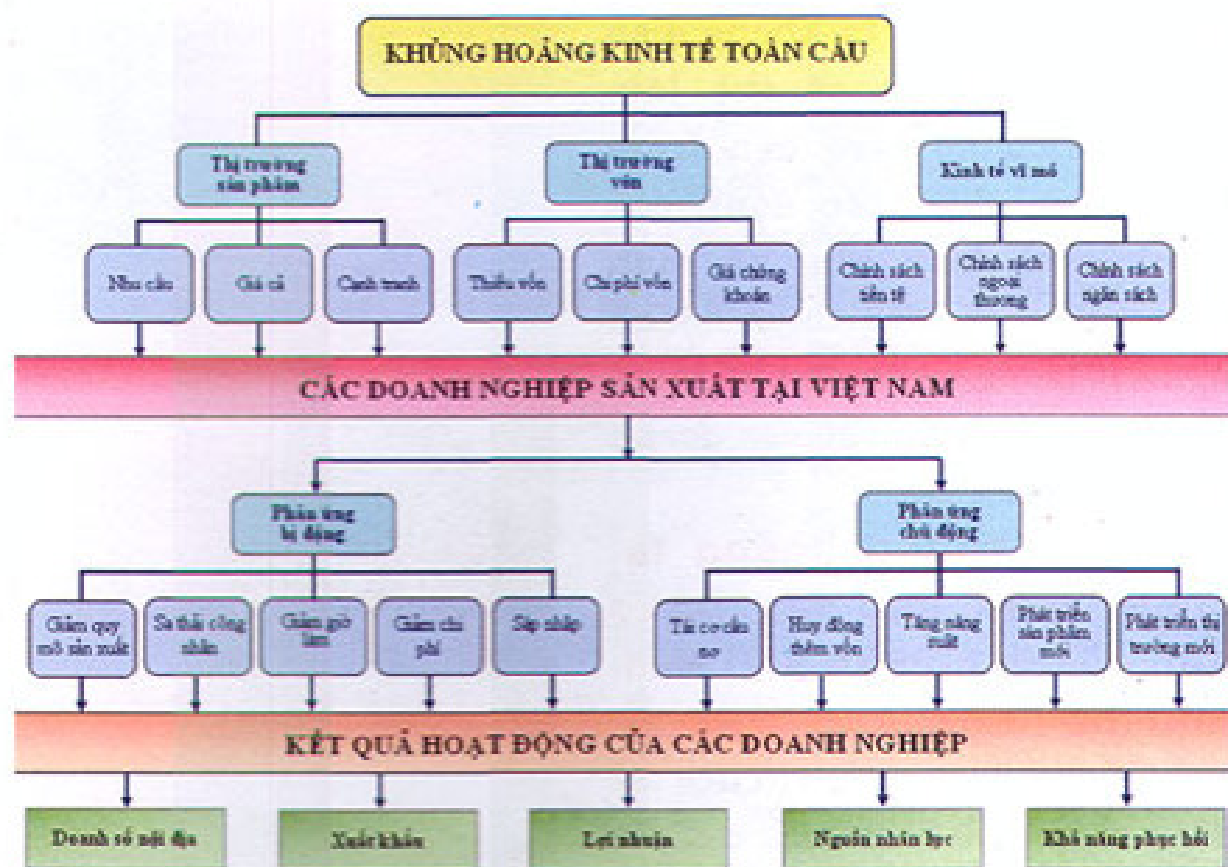 KHỦNG HOẢNG KINH TẾ TOÀN CẦU
Thị trường
sản phẩm
Thị trường
vốn
Kinh tế vĩ mô
Nhu cầu
Giá cả
Cạnh tranh
Thiếu vốn
Chi phí vốn
Giá chứng
khoán
Chính sách
tiền tệ
Chính sách
ngoại
thương
Chính sách
ngân sách
CÁC DOANH NGHIỆP SẢN XUẤT TẠI VIỆT NAM
Phản ứng
bị động
Phản ứng
chủ động
Giảm quy
mô sản xuất
Sa thải công
nhân
Giảm giờ
làm
Giảm chi
phí
Sáp nhập
Tái cơ cấu
nợ
Huy động
thêm vốn
Tăng năng
suất
Phát triển
sản phẩm
mới
Phát triển thị
trường mới
KẾT QUẢ HOẠT ĐỘNG CỦA CÁC DOANH NGHIỆP
Doanh số nội địa
Xuất khẩu
Lợi nhuận
Nguồn nhân lực
Khả năng phục hồi